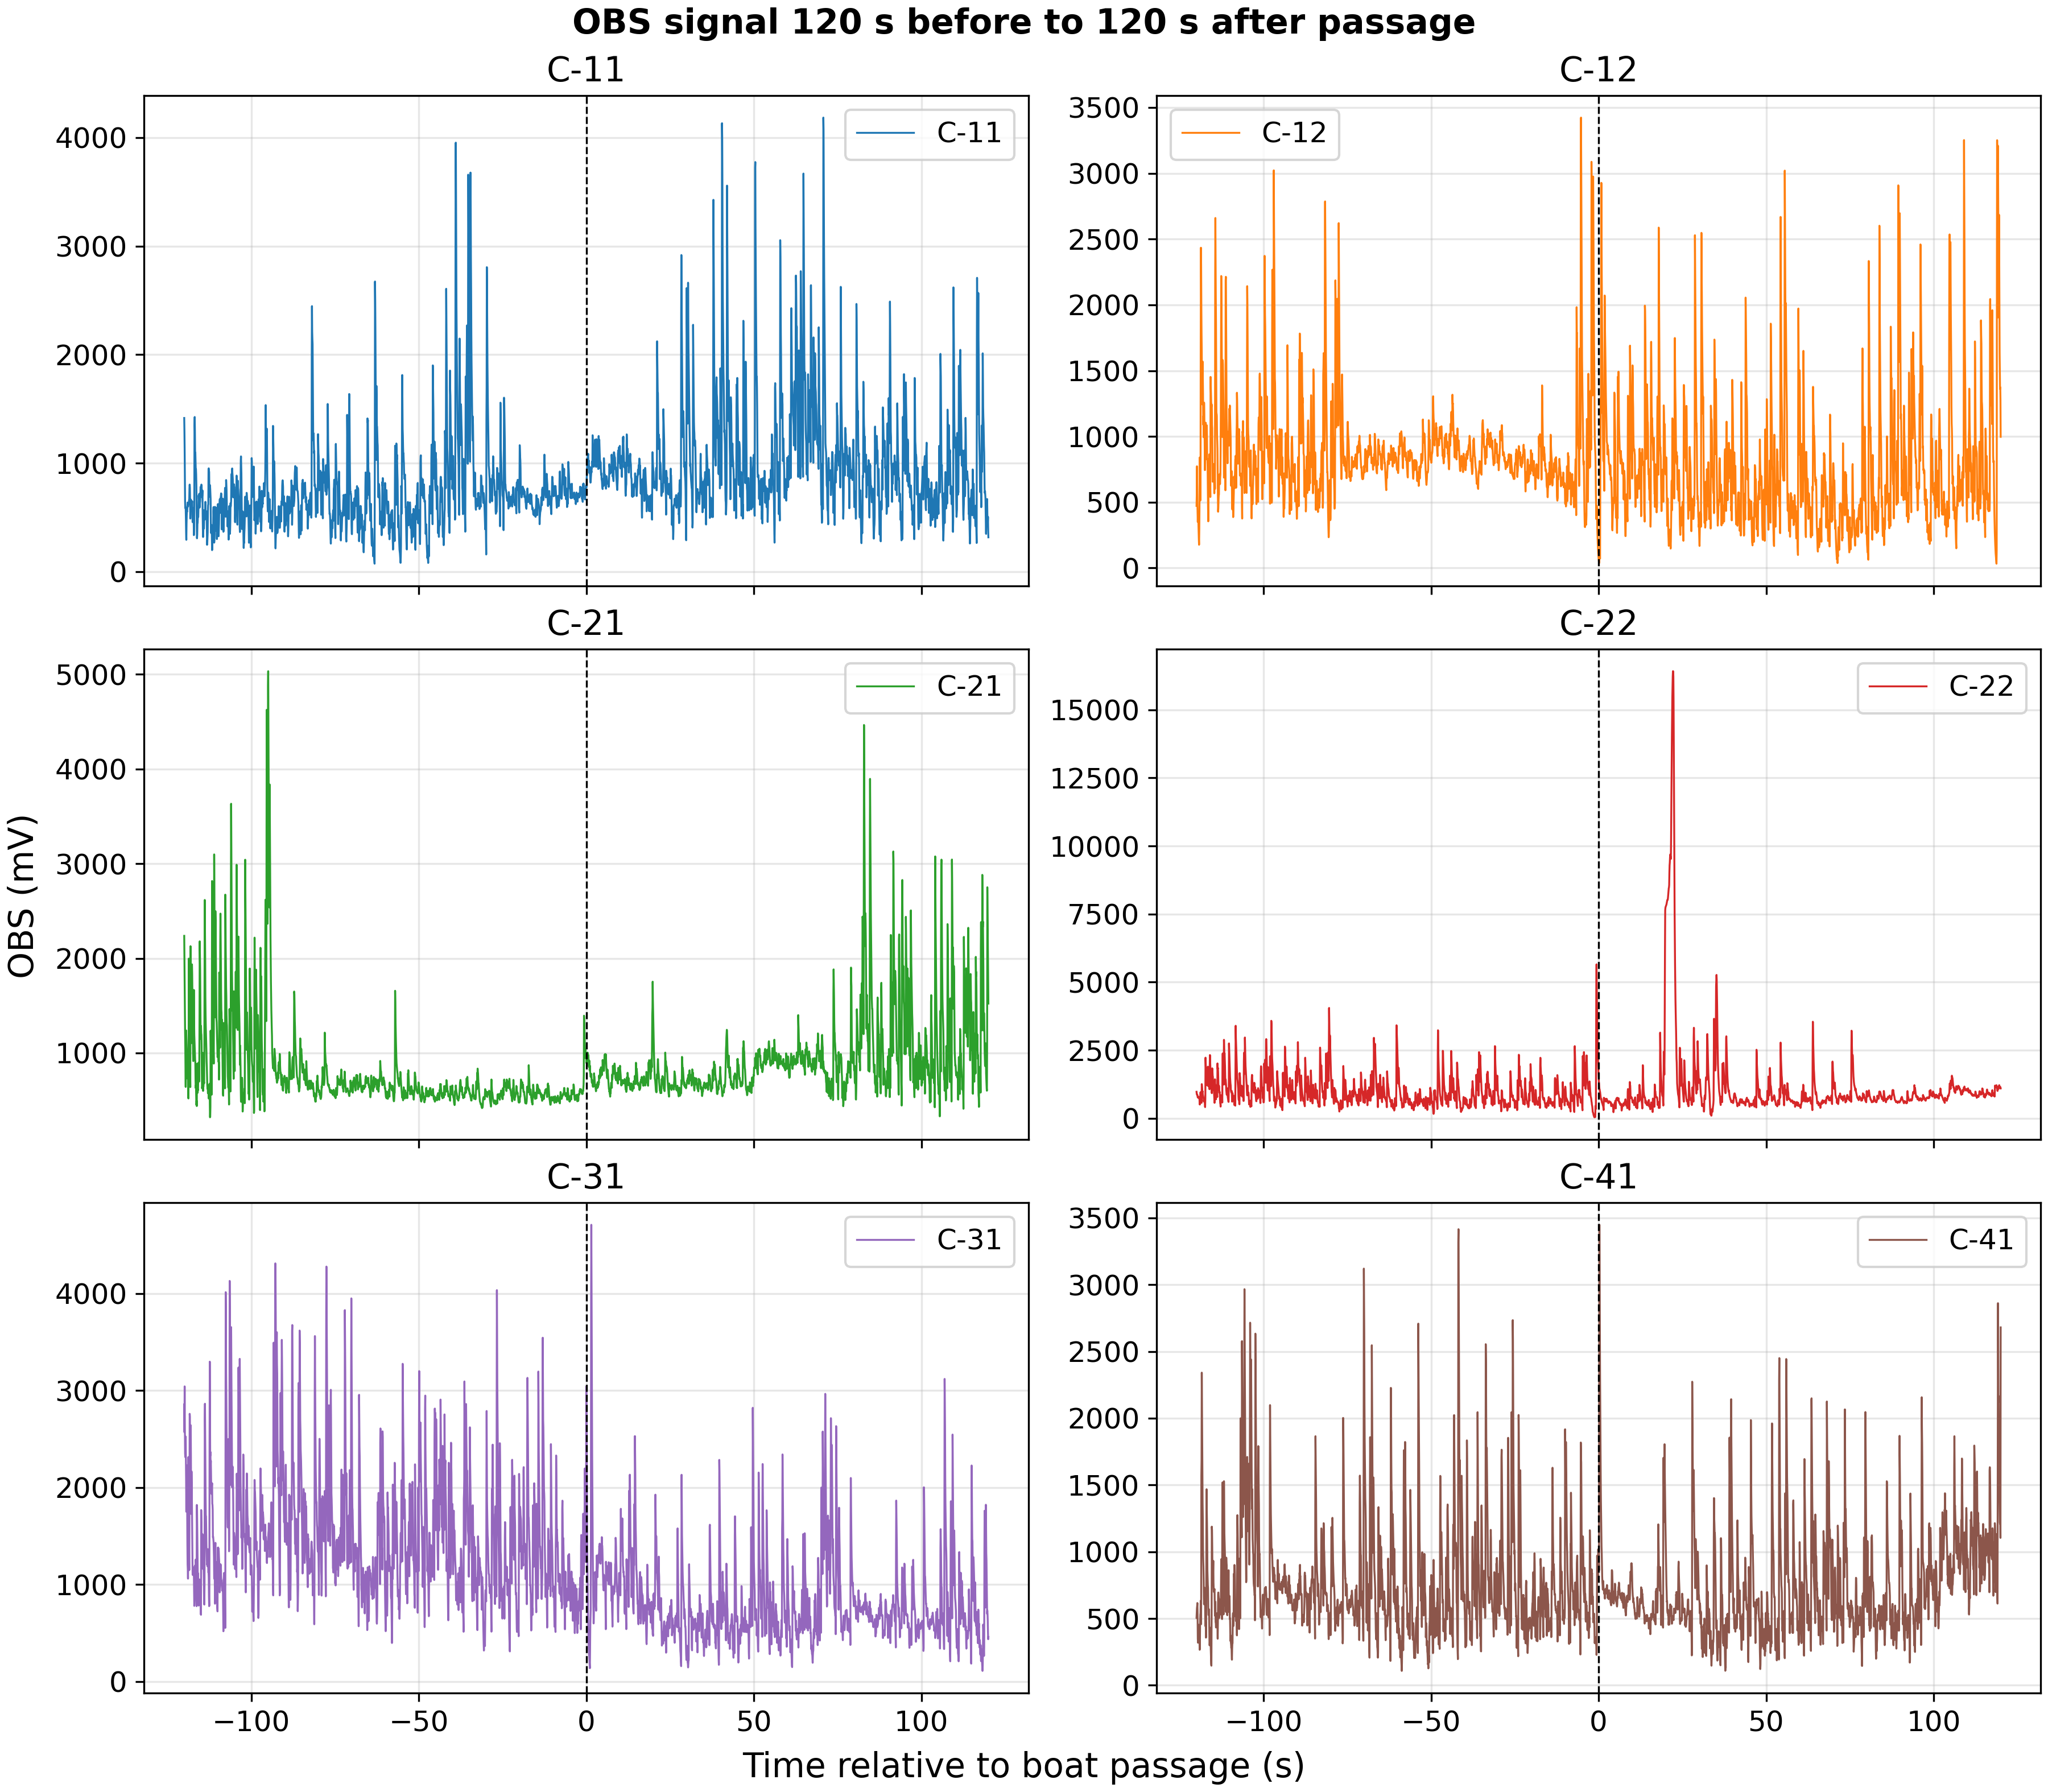 OBS signal 120 s before to 120 s after passage
C-11
4000
3000
2000
1000
0
C-11
C-12
3500
3000
2500
2000
1500
1000
500
0
C-12
OBS (mV)
C-21
5000
4000
3000
2000
1000
C-21
C-22
15000
12500
10000
7500
5000
2500
0
C-22
C-31
4000
3000
2000
1000
0
C-31
−100 −50 0 50 100
C-41
3500
3000
2500
2000
1500
1000
500
0
C-41
−100 −50 0 50 100
Time relative to boat passage (s)